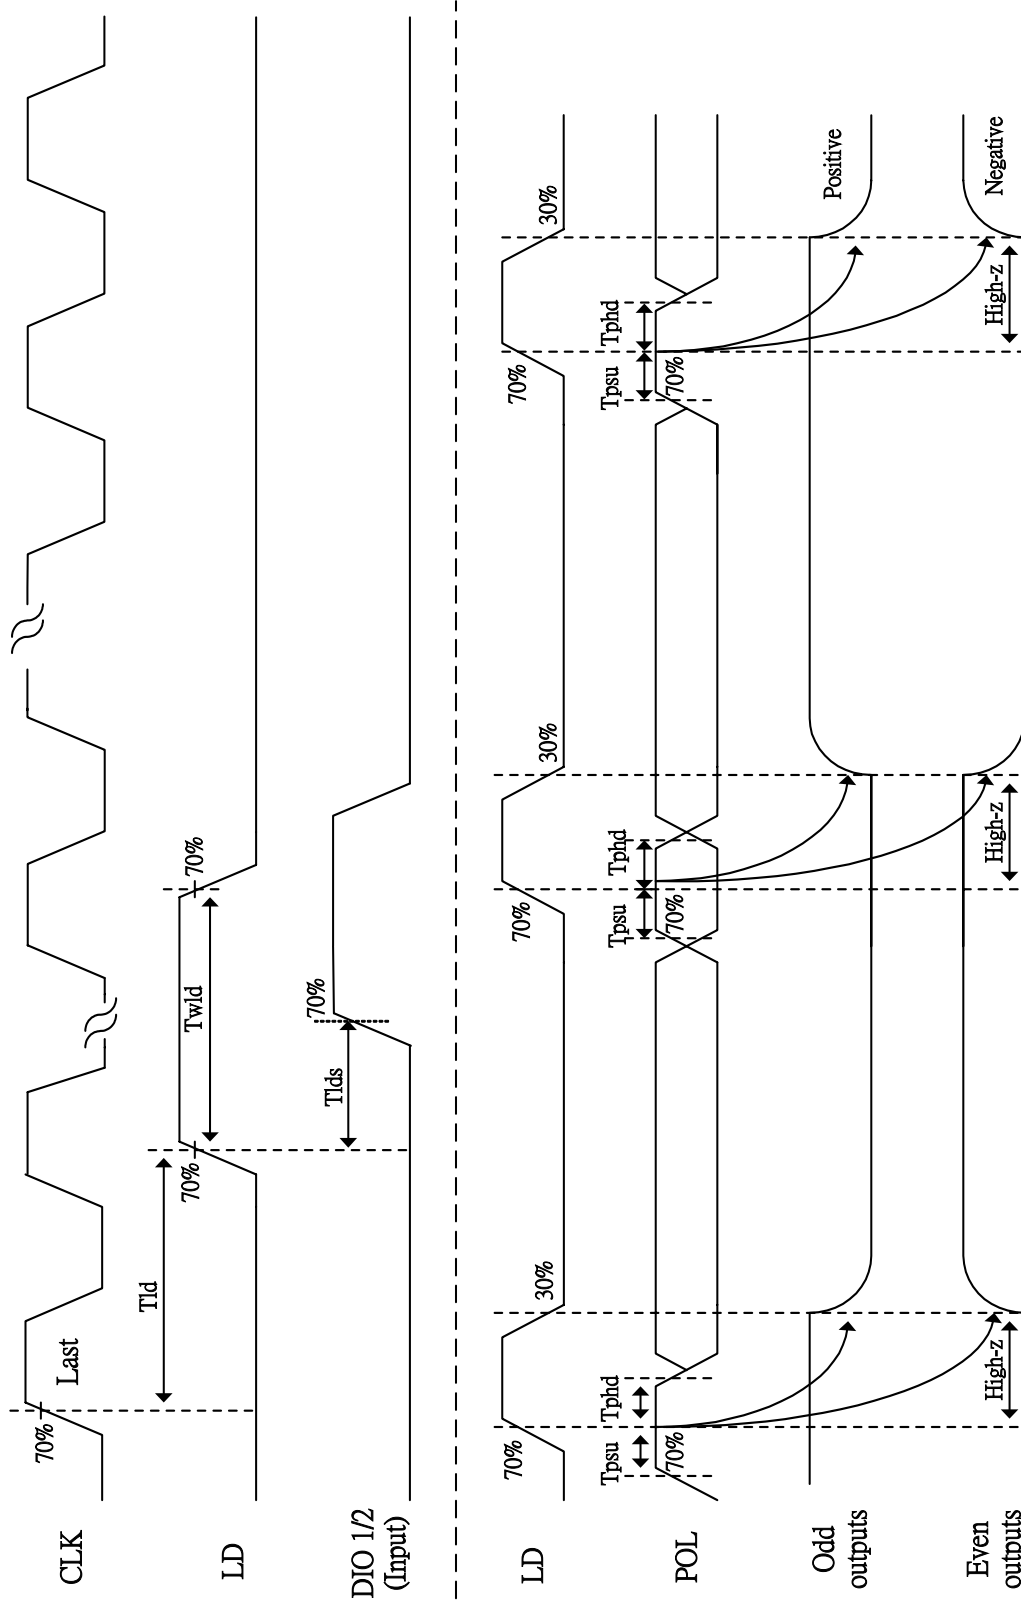 CLK
70%
Last
LD
Tld
70%
Twld
70%
DIO 1/2
(Input)
Tlds
70%
LD
70%
30%
70%
30%
70%
30%
POL
Tpsu
Tphd
70%
Tpsu
Tphd
70%
Tpsu
Tphd
70%
Odd
outputs
Positive
Even
outputs
High-z
High-z
High-z
Negative